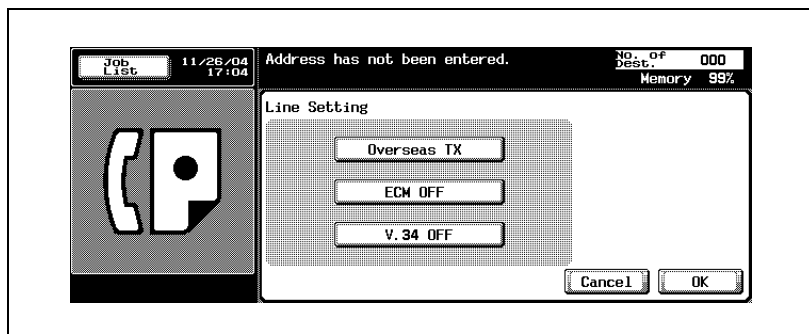 Job List
11/26/04
17:04
Address has not been entered.
No. of Dest. 000
Memory 99%
Line Setting
Overseas TX
ECM OFF
V.34 OFF
Cancel OK